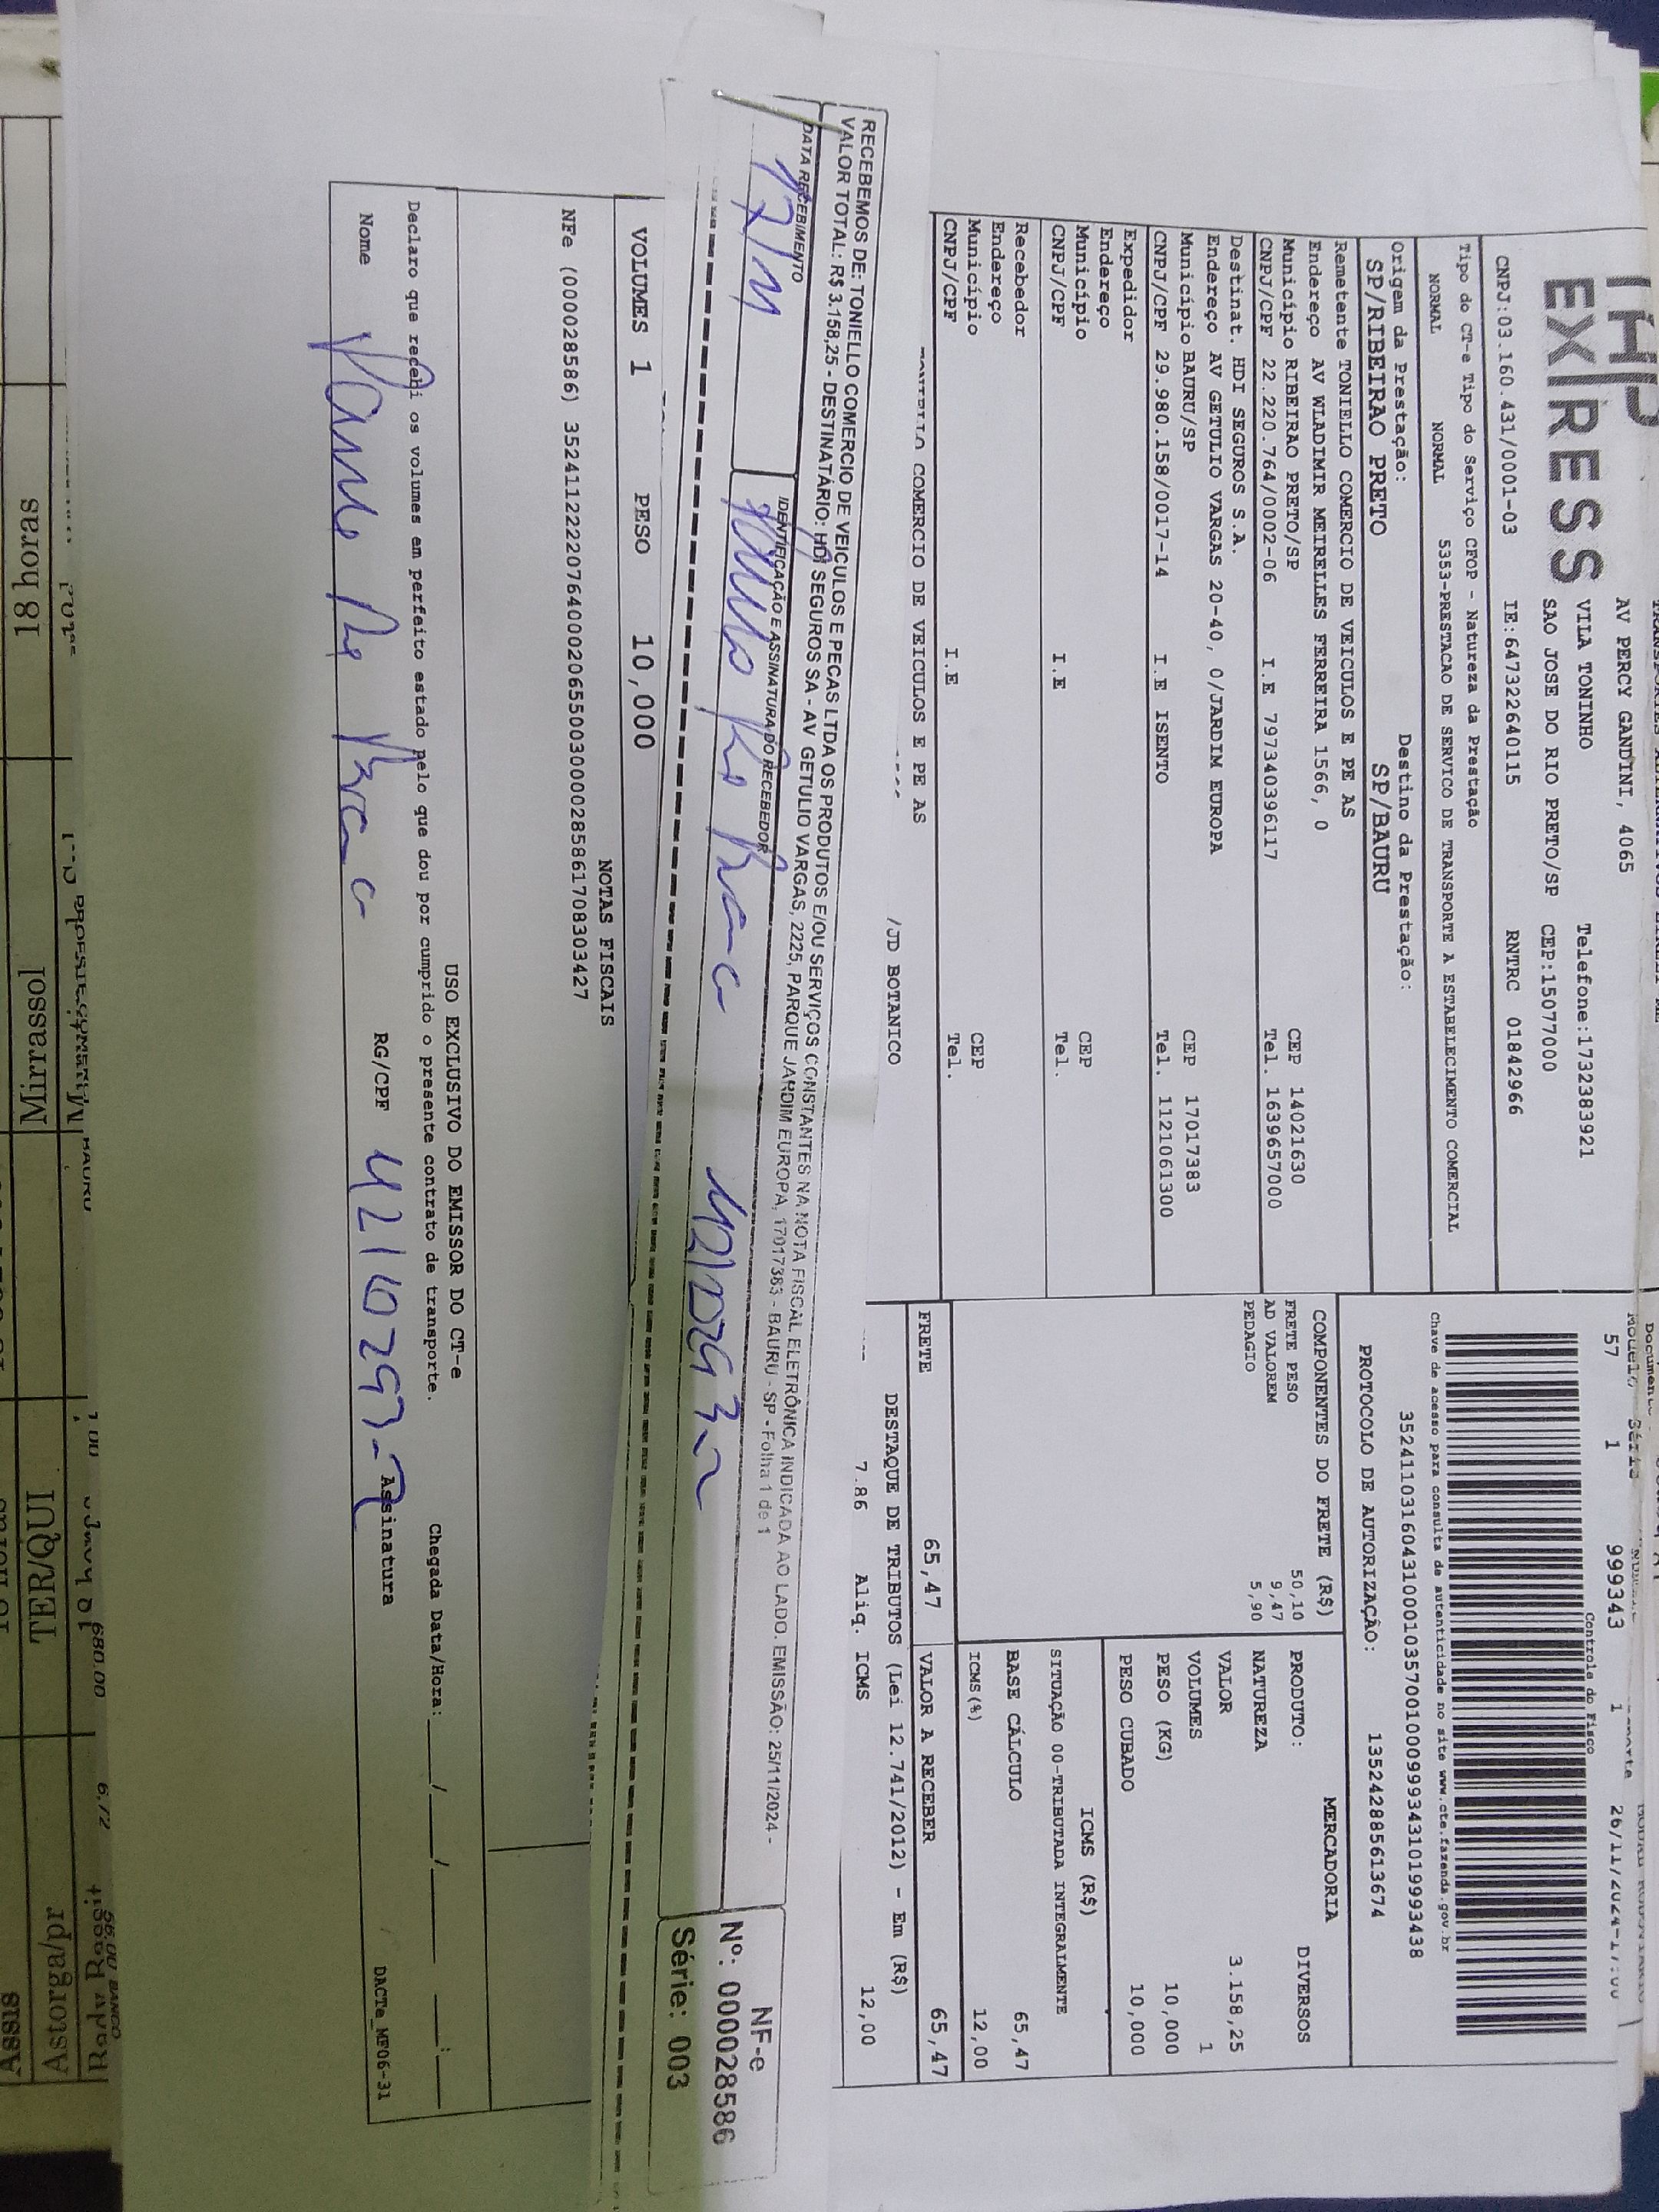 EXPRESS
AV PERCY GANDINI, 4065
VILA TONINHO Telefone:1732383921
SAO JOSE DO RIO PRETO/SP CEP:15077000
CNPJ:03.160.431/0001-03 IE:647322640115 RNTRC 01842966
Tipo do CT-e Tipo do Serviço CFOP - Natureza da Prestação
NORMAL NORMAL 5353-PRESTACAO DE SERVICO DE TRANSPORTE A ESTABELECIMENTO COMERCIAL
Origem da Prestação: Destino da Prestação:
SP/RIBEIRAO PRETO SP/BAURU
Remetente TONIELLO COMERCIO DE VEICULOS E PE AS
Endereço AV WLADIMIR MEIRELLES FERREIRA 1566, 0
Município RIBEIRAO PRETO/SP CEP 14021630
CNPJ/CPF 22.220.764/0002-06 I.E 797340396117 Tel. 1639657000
Destinat. HDI SEGUROS S.A.
Endereço AV GETULIO VARGAS 20-40, 0/JARDIM EUROPA
Município BAURU/SP CEP 17017383
CNPJ/CPF 29.980.158/0017-14 I.E ISENTO Tel. 1121061300
Expedidor
Endereço
Município CEP
CNPJ/CPF I.E Tel.
Recebedor
Endereço
Município CEP
CNPJ/CPF I.E Tel.
COMERCIO DE VEICULOS E PE AS
/JD BOTANICO
57 1 999343 1 26/11/2024
Controle do Fisco
Chave de acesso para consulta de autenticidade no site www.cte.fazenda.gov.br
35241103160431000103570010009993431019993438
PROTOCOLO DE AUTORIZAÇÃO: 135242885613674
COMPONENTES DO FRETE (R$)
FRETE PESO 50,10
AD VALOREM 9,47
PEDAGIO 5,90
MERCADORIA
PRODUTO: DIVERSOS
NATUREZA
VALOR 3.158,25
VOLUMES 1
PESO (KG) 10,000
PESO CUBADO 10,000
ICMS (R$)
SITUAÇÃO 00-TRIBUTADA INTEGRALMENTE
BASE CÁLCULO 65,47
ICMS(%) 12,00
FRETE 65,47 VALOR A RECEBER 65,47
DESTAQUE DE TRIBUTOS (Lei 12.741/2012) - Em (R$)
7.86 Aliq. ICMS 12,00
RECEBEMOS DE: TONIELLO COMERCIO DE VEICULOS E PECAS LTDA OS PRODUTOS E/OU SERVIÇOS CONSTANTES NA NOTA FISCAL ELETRÔNICA INDICADA AO LADO. EMISSÃO: 25/11/2024 -
VALOR TOTAL: R$ 3.158,25 - DESTINATÁRIO: HDI SEGUROS SA - AV GETULIO VARGAS, 2225, PARQUE JARDIM EUROPA, 17017383 - BAURU - SP - Folha 1 de 1
DATA RECEBIMENTO IDENTIFICAÇÃO E ASSINATURA DO RECEBEDOR
NF-e
Nº: 000028586
Série: 003
VOLUMES 1 PESO 10,000
NOTAS FISCAIS
NFe (000028586) 35241122220764000206550030000285861708303427
USO EXCLUSIVO DO EMISSOR DO CT-e
Declaro que recebi os volumes em perfeito estado pelo que dou por cumprido o presente contrato de transporte. Chegada Data/Hora:___/___/___ ___:___
Nome RG/CPF Assinatura
DACTe_MF06-31
18 horas Mirassol TER/QUI Astorga/pr Assis